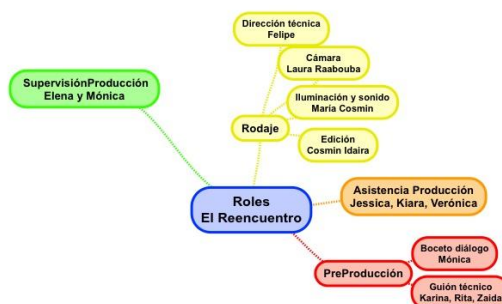 Dirección técnica
Felipe
Cámara
Laura Raabouba
SupervisiónProducción
Elena y Mónica
Iluminación y sonido
Maria Cosmin
Rodaje
Edición
Cosmin Idaira
Roles
El Reencuentro
Asistencia Producción
Jessica, Kiara, Verónica
PreProducción
Boceto diálogo
Mónica
Guión técnico
Karina, Rita, Zaida